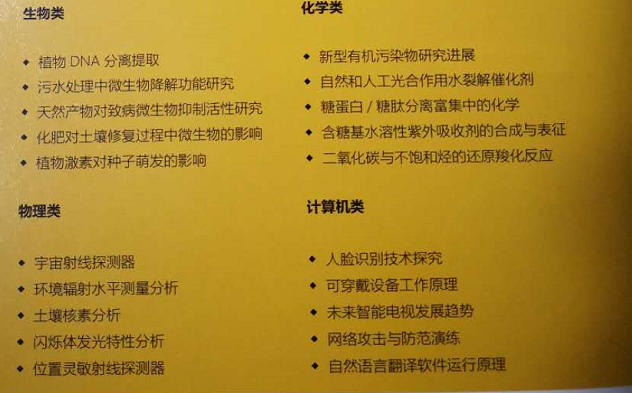 生物类
◆ 植物 DNA 分离提取
◆ 污水处理中微生物降解功能研究
◆ 天然产物对致病微生物抑制活性研究
◆ 化肥对土壤修复过程中微生物的影响
◆ 植物激素对种子萌发的影响
化学类
◆ 新型有机污染物研究进展
◆ 自然和人工光合作用水裂解催化剂
◆ 糖蛋白 / 糖肽分离富集中的化学
◆ 含糖基水溶性紫外吸收剂的合成与表征
◆ 二氧化碳与不饱和烃的还原羧化反应
物理类
◆ 宇宙射线探测器
◆ 环境辐射水平测量分析
◆ 土壤核素分析
◆ 闪烁体发光特性分析
◆ 位置灵敏射线探测器
计算机类
◆ 人脸识别技术探究
◆ 可穿戴设备工作原理
◆ 未来智能电视发展趋势
◆ 网络攻击与防范演练
◆ 自然语言翻译软件运行原理